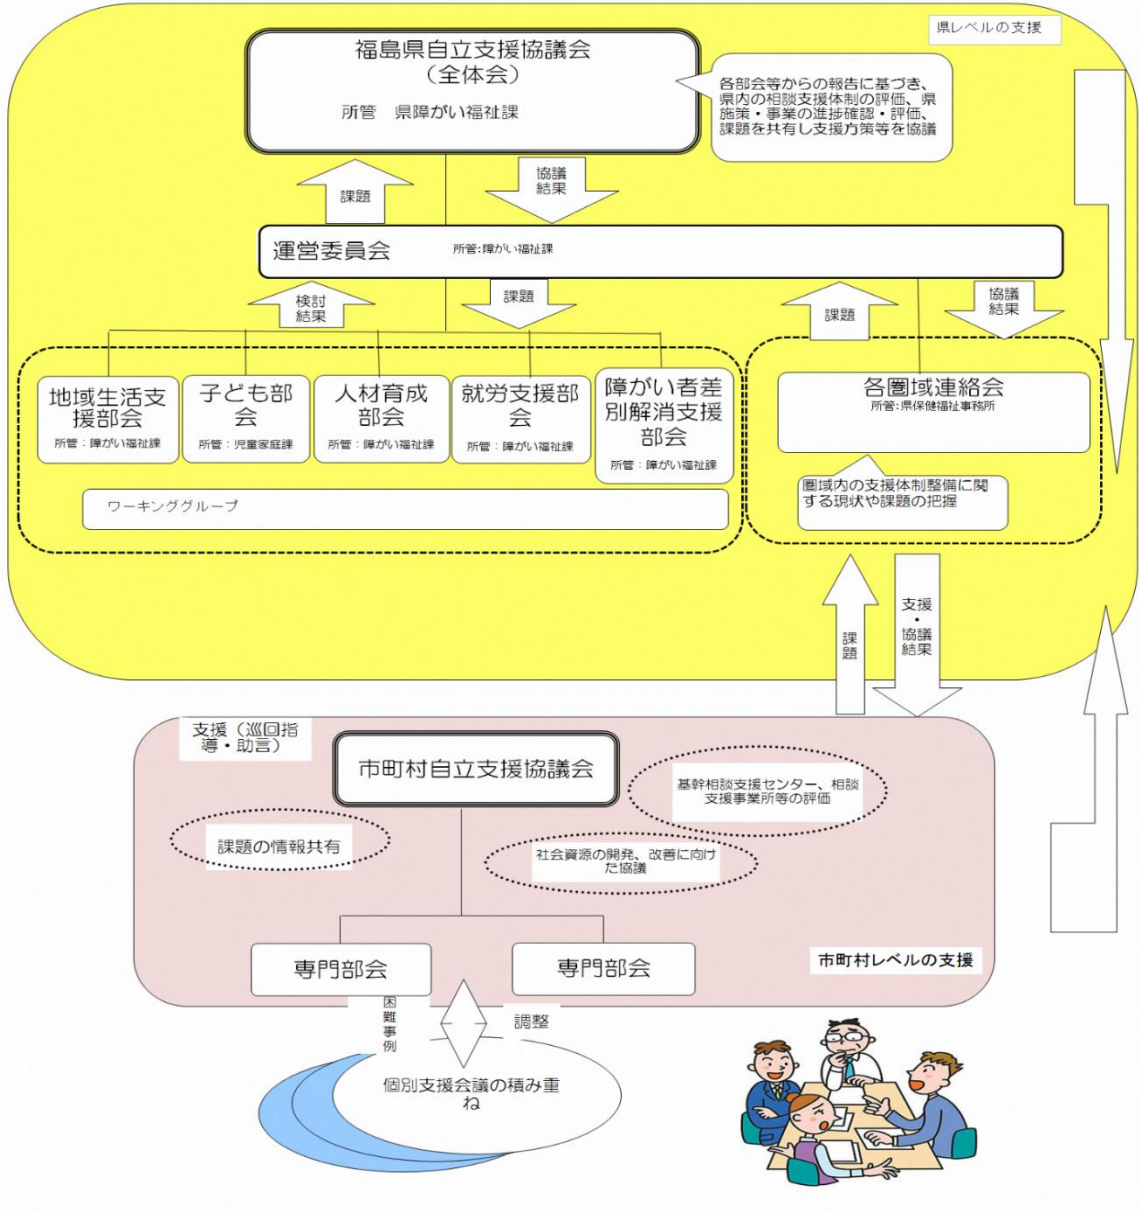 県レベルの支援
福島県自立支援協議会
（全体会）
所管　県障がい福祉課
各部会等からの報告に基づき、
県内の相談支援体制の評価、県
施策・事業の進捗確認・評価、
課題を共有し支援方策等を協議
課題
協議
結果
運営委員会
所管:障がい福祉課
検討
結果
課題
課題
協議
結果
地域生活支
援部会
所管：障がい福祉課
子ども部
会
所管：児童家庭課
人材育成
部会
所管：障がい福祉課
就労支援部
会
所管：障がい福祉課
障がい者差
別解消支援
部会
所管：障がい福祉課
ワーキンググループ
各圏域連絡会
所管:県保健福祉事務所
圏域内の支援体制整備に関
する現状や課題の把握
課題
支援・協議
結果
支援（巡回指
導・助言）
市町村自立支援協議会
基幹相談支援センター、相談
支援事業所等の評価
課題の情報共有
社会資源の開発、改善に向け
た協議
専門部会
専門部会
市町村レベルの支援
困難事例
調整
個別支援会議の積み重
ね